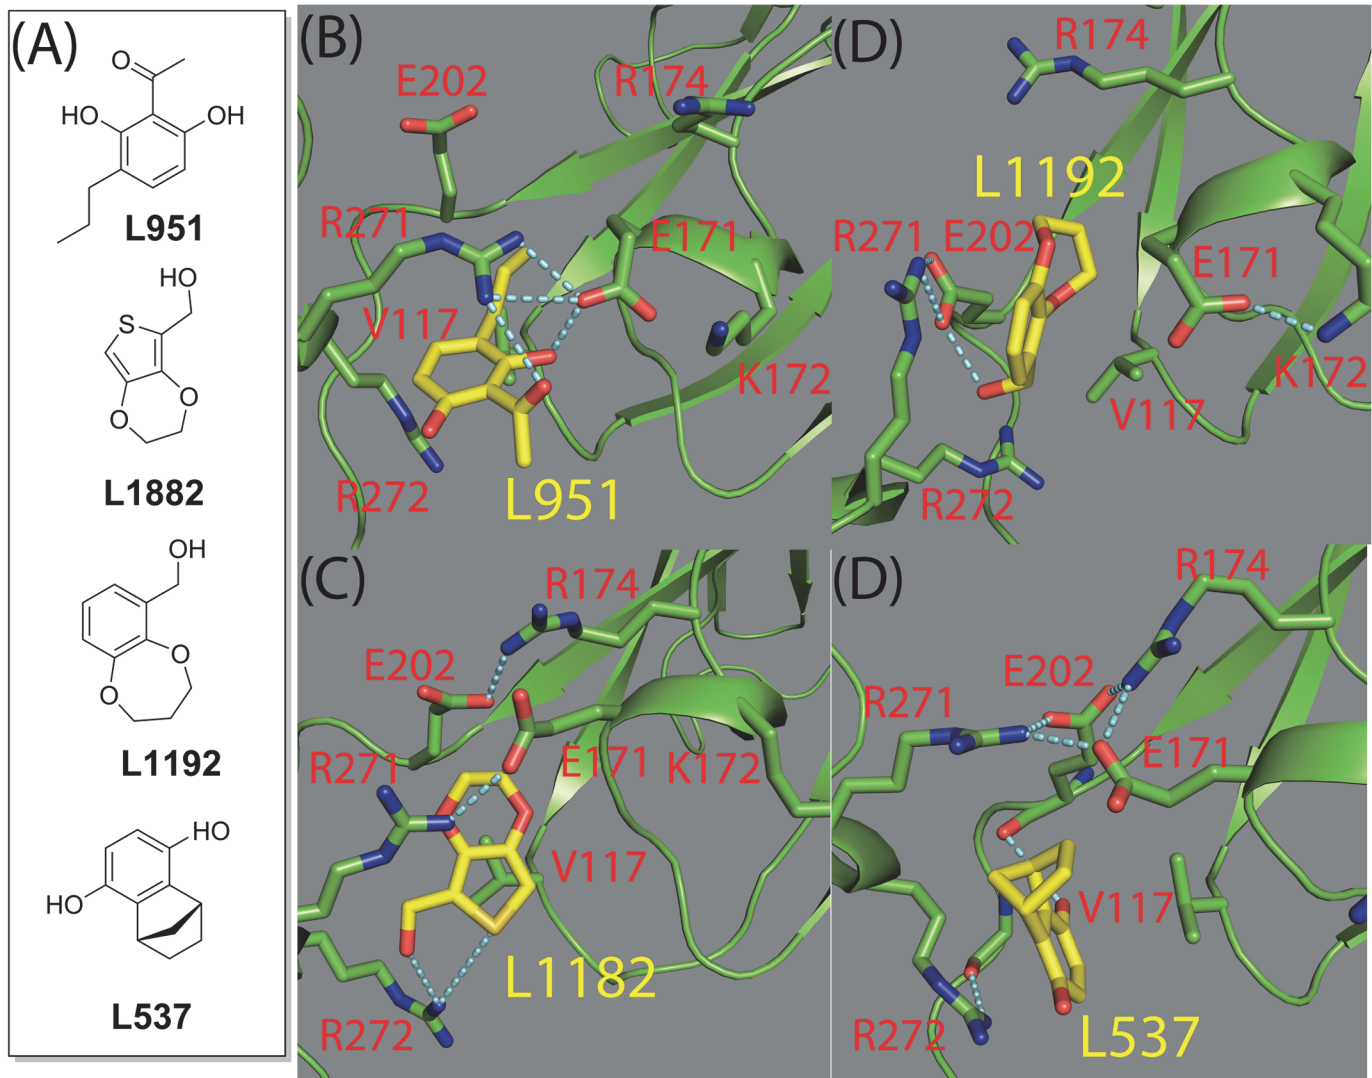 (A)
O
HO
OH
L951
HO
S
O
O
L1882
OH
O
O
L1192
HO
HO
L537
(B)
E202
R174
R271
E171
V117
K172
R272
L951
(D)
R174
L1192
R271
E202
E171
K172
V117
R272
(C)
R174
E202
R271
E171
K172
V117
L1182
R272
(D)
R174
E202
R271
E171
V117
R272
L537